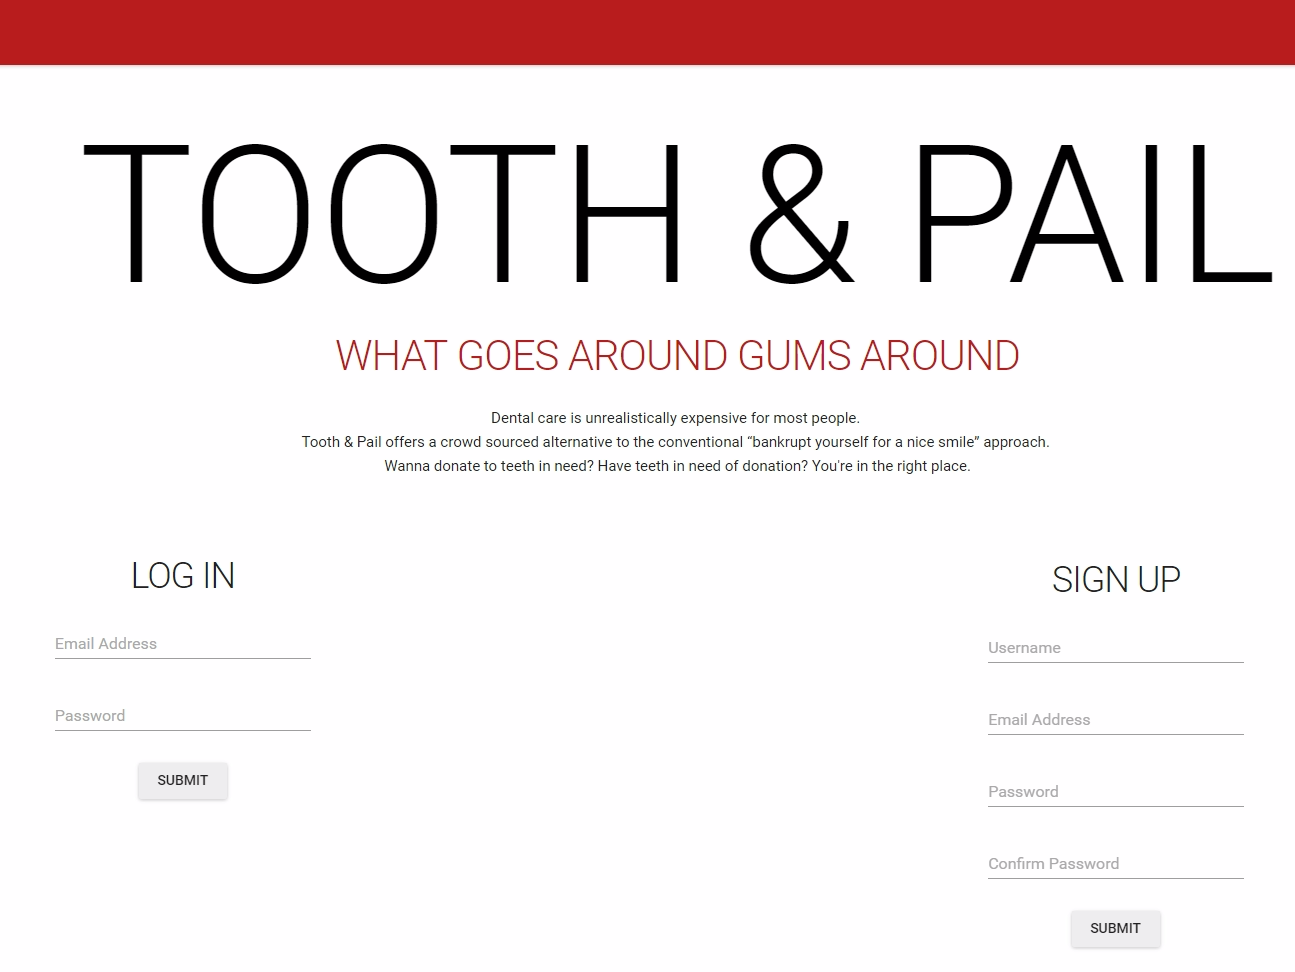 TOOTH & PAIL
WHAT GOES AROUND GUMS AROUND
Dental care is unrealistically expensive for most people.
Tooth & Pail offers a crowd sourced alternative to the conventional “bankrupt yourself for a nice smile” approach.
Wanna donate to teeth in need? Have teeth in need of donation? You're in the right place.
LOG IN
Email Address
Password
SUBMIT
SIGN UP
Username
Email Address
Password
Confirm Password
SUBMIT